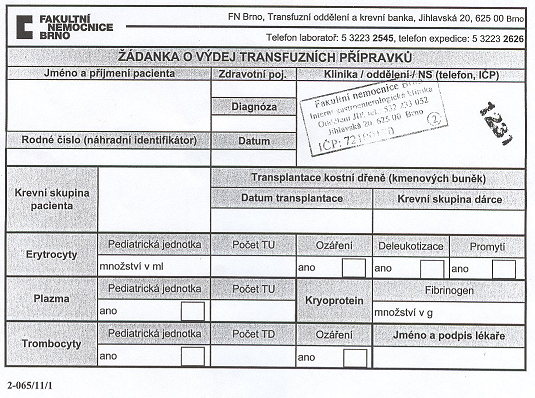 FAKULTNÍ
NEMOCNICE
BRNO
FN Brno, Transfuzní oddělení a krevní banka, Jihlavská 20, 625 00 Brno
Telefon laboratoř: 5 3223 2545, telefon expedice: 5 3223 2626
ŽÁDANKA O VÝDEJ TRANSFUZNÍCH PŘÍPRAVKŮ
Jméno a příjmení pacienta Zdravotní poj. Klinika / oddělení / NS (telefon, IČP)
Fakultní nemocnice
Interní gastroenterologická klinika
Oddělení JIP, tel. 532 233 052
Jihlavská 20, 625 00 Brno
IČP:
2
1231
Diagnóza
Rodné číslo (náhradní identifikátor) Datum
Krevní skupina
pacienta
Transplantace kostní dřeně (kmenových buněk)
Datum transplantace Krevní skupina dárce
Erytrocyty Pediatrická jednotka Počet TU Ozáření Deleukotizace Promytí
množství v ml ano ano ano
Plazma Pediatrická jednotka Počet TU Kryoprotein Fibrinogen
ano množství v g
Trombocyty Pediatrická jednotka Počet TD Ozáření Jméno a podpis lékaře
ano ano
2-065/11/1